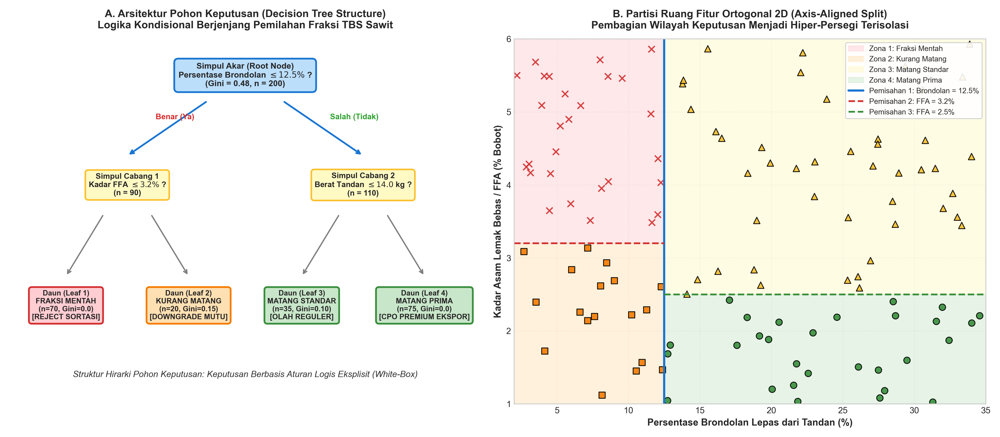 A. Arsitektur Pohon Keputusan (Decision Tree Structure)
Logika Kondisional Berjenjang Pemilahan Fraksi TBS Sawit
Simpul Akar (Root Node)
Persentase Brondolan ≤12.5% ?
(Gini = 0.48, n = 200)
Benar (Ya)
Salah (Tidak)
Simpul Cabang 1
Kadar FFA ≤3.2% ?
(n = 90)
Simpul Cabang 2
Berat Tandan ≤14.0 kg ?
(n = 110)
Daun (Leaf 1)
FRAKSI MENTAH
(n=70, Gini=0.0)
[REJECT SORTASI]
Daun (Leaf 2)
KURANG MATANG
(n=20, Gini=0.15)
[DOWNGRADE MUTU]
Daun (Leaf 3)
MATANG STANDAR
(n=35, Gini=0.10)
[OLAH REGULER]
Daun (Leaf 4)
MATANG PRIMA
(n=75, Gini=0.0)
[CPO PREMIUM EKSPOR]
Struktur Hirarki Pohon Keputusan: Keputusan Berbasis Aturan Logis Eksplisit (White-Box)
B. Partisi Ruang Fitur Ortogonal 2D (Axis-Aligned Split)
Pembagian Wilayah Keputusan Menjadi Hiper-Persegi Terisolasi
Zona 1: Fraksi Mentah
Zona 2: Kurang Matang
Zona 3: Matang Standar
Zona 4: Matang Prima
Pemisahan 1: Brondolan = 12.5%
Pemisahan 2: FFA = 3.2%
Pemisahan 3: FFA = 2.5%
Kadar Asam Lemak Bebas / FFA (% Bobot)
6
5
4
3
2
1
5 10 15 20 25 30 35
Persentase Brondolan Lepas dari Tandan (%)